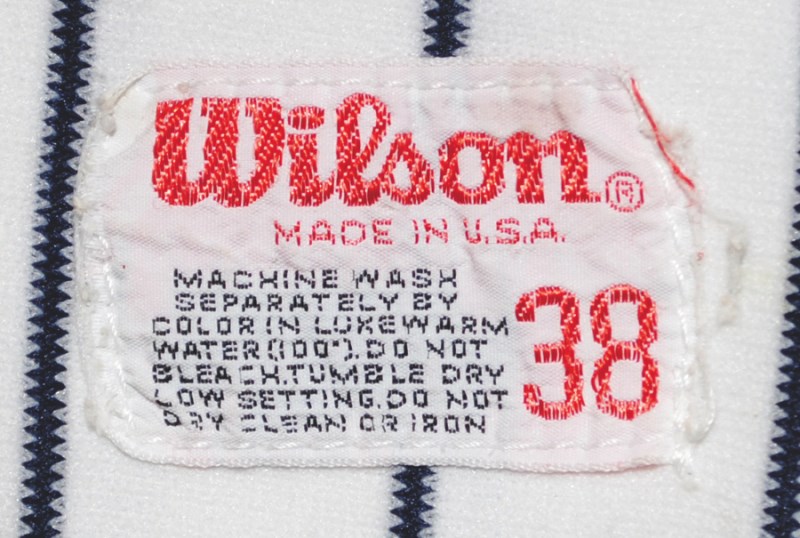 Wilson®
MADE IN U.S.A.
MACHINE WASH
SEPARATELY BY
COLOR IN LUKEWARM
WATER(100°).DO NOT
BLEACH.TUMBLE DRY
LOW SETTING.DO NOT
DRY CLEAN OR IRON
38